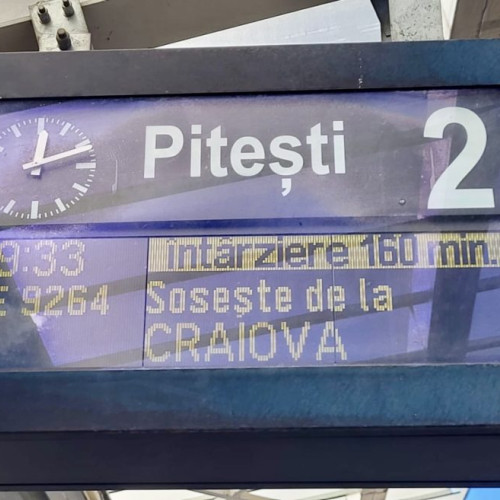 Pitești 2
9:33 întârziere 160 min.
E 9264 Sosește de la
CRAIOVA